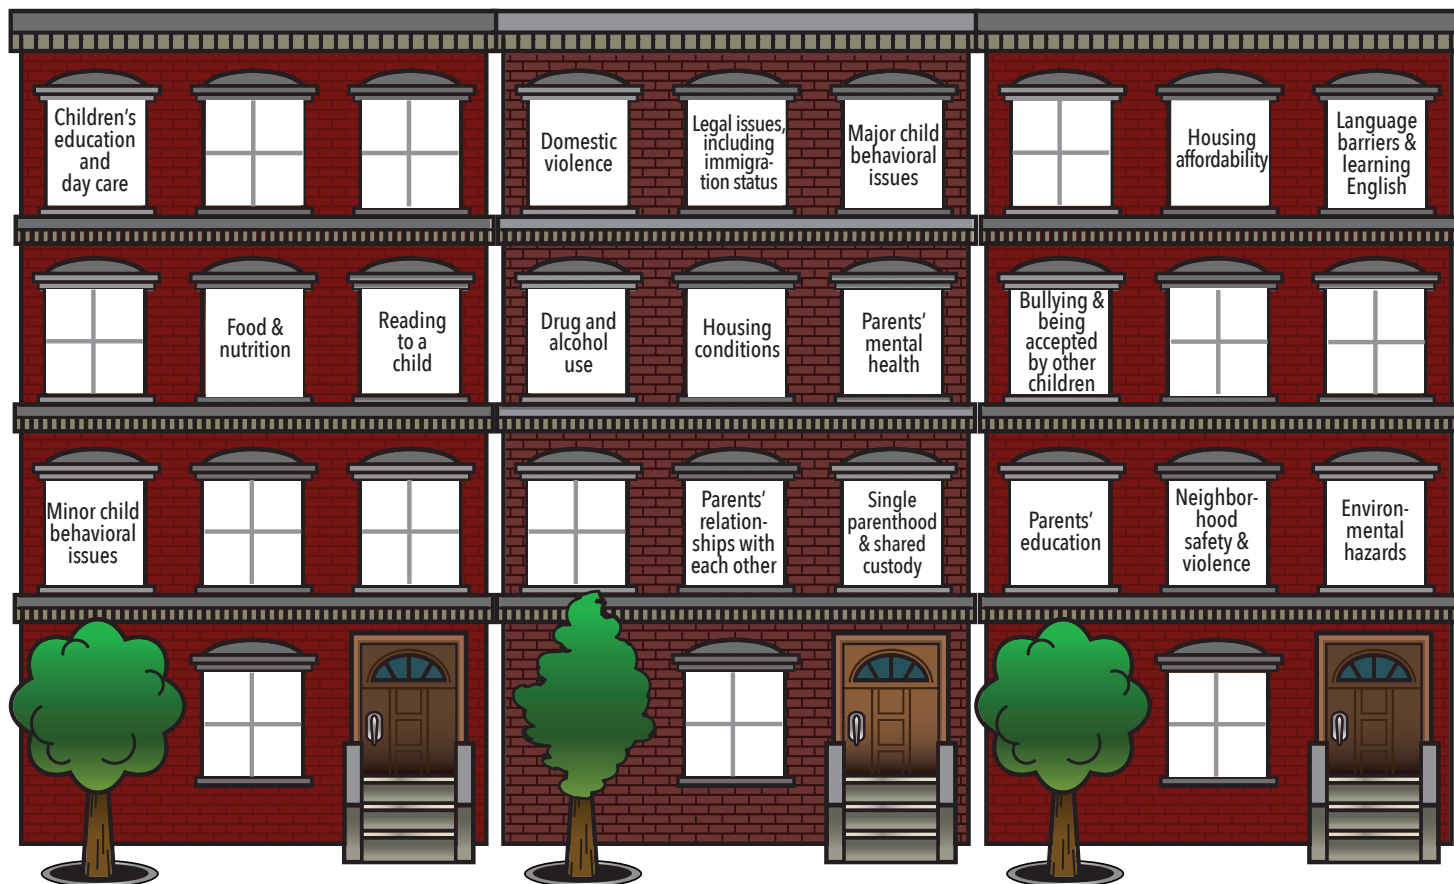 Children's
education
and
day care
Domestic
violence
Legal issues,
including
immigra-
tion status
Major child
behavioral
issues
Housing
affordability
Language
barriers &
learning
English
Food &
nutrition
Reading
to a
child
Drug and
alcohol
use
Housing
conditions
Parents'
mental
health
Bullying &
being
accepted
by other
children
Minor child
behavioral
issues
Parents'
relation-
ships with
each other
Single
parenthood
& shared
custody
Parents'
education
Neighbor-
hood
safety &
violence
Environ-
mental
hazards